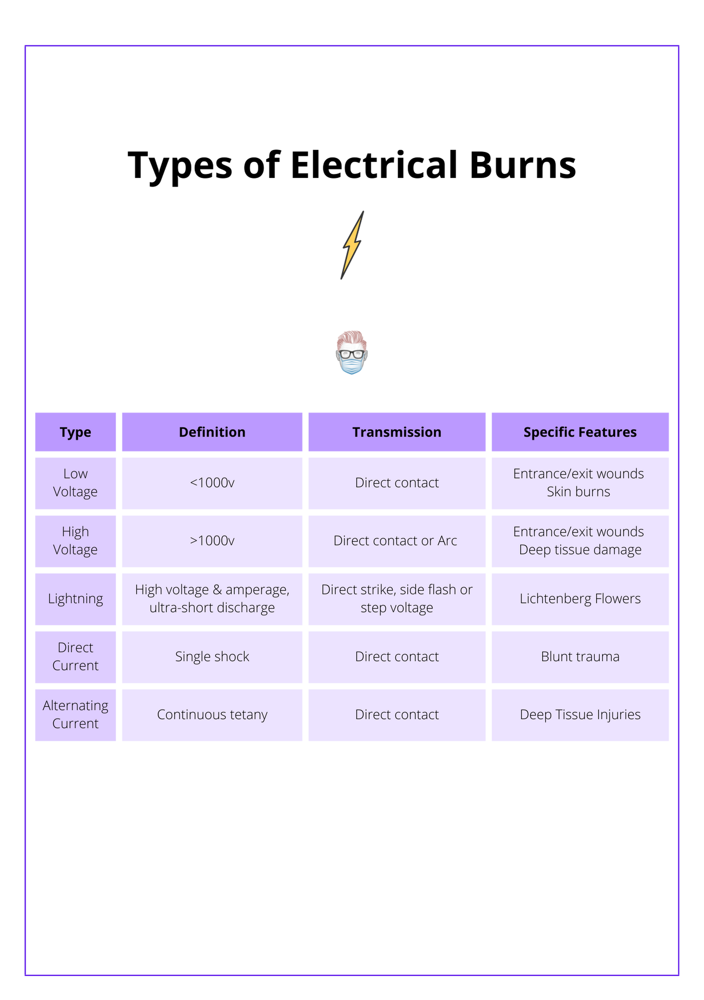 Types of Electrical Burns
Type
Definition
Transmission
Specific Features
Low
Voltage
<1000v
Direct contact
Entrance/exit wounds
Skin burns
High
Voltage
>1000v
Direct contact or Arc
Entrance/exit wounds
Deep tissue damage
Lightning
High voltage & amperage,
ultra-short discharge
Direct strike, side flash or
step voltage
Lichtenberg Flowers
Direct
Current
Single shock
Direct contact
Blunt trauma
Alternating
Current
Continuous tetany
Direct contact
Deep Tissue Injuries